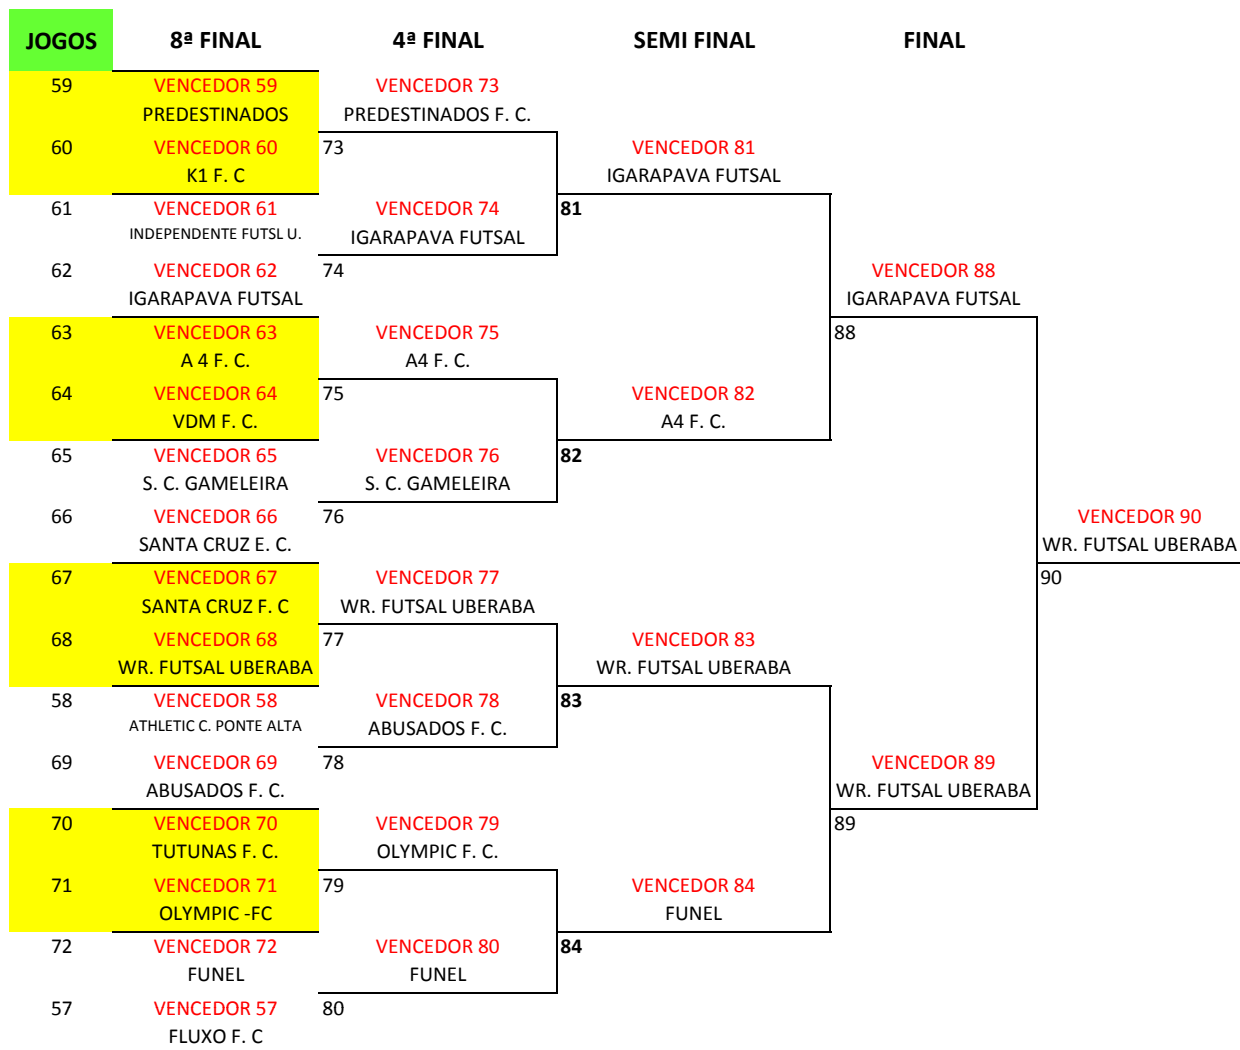 JOGOS 8ª FINAL 4ª FINAL SEMI FINAL FINAL
59 VENCEDOR 59 VENCEDOR 73
PREDESTINADOS PREDESTINADOS F. C.
60 VENCEDOR 60 73 VENCEDOR 81
K1 F. C IGARAPAVA FUTSAL
61 VENCEDOR 61 VENCEDOR 74 81
INDEPENDENTE FUTSL U. IGARAPAVA FUTSAL
62 VENCEDOR 62 74 VENCEDOR 88
IGARAPAVA FUTSAL IGARAPAVA FUTSAL
63 VENCEDOR 63 VENCEDOR 75 88
A 4 F. C. A4 F. C.
64 VENCEDOR 64 75 VENCEDOR 82
VDM F. C. A4 F. C.
65 VENCEDOR 65 VENCEDOR 76 82
S. C. GAMELEIRA S. C. GAMELEIRA
66 VENCEDOR 66 76 VENCEDOR 90
SANTA CRUZ E. C. WR. FUTSAL UBERABA
67 VENCEDOR 67 VENCEDOR 77 90
SANTA CRUZ F. C WR. FUTSAL UBERABA
68 VENCEDOR 68 77 VENCEDOR 83
WR. FUTSAL UBERABA WR. FUTSAL UBERABA
58 VENCEDOR 58 VENCEDOR 78 83
ATHLETIC C. PONTE ALTA ABUSADOS F. C.
69 VENCEDOR 69 78 VENCEDOR 89
ABUSADOS F. C. WR. FUTSAL UBERABA
70 VENCEDOR 70 VENCEDOR 79 89
TUTUNAS F. C. OLYMPIC F. C.
71 VENCEDOR 71 79 VENCEDOR 84
OLYMPIC -FC FUNEL
72 VENCEDOR 72 VENCEDOR 80 84
FUNEL FUNEL
57 VENCEDOR 57 80
FLUXO F. C